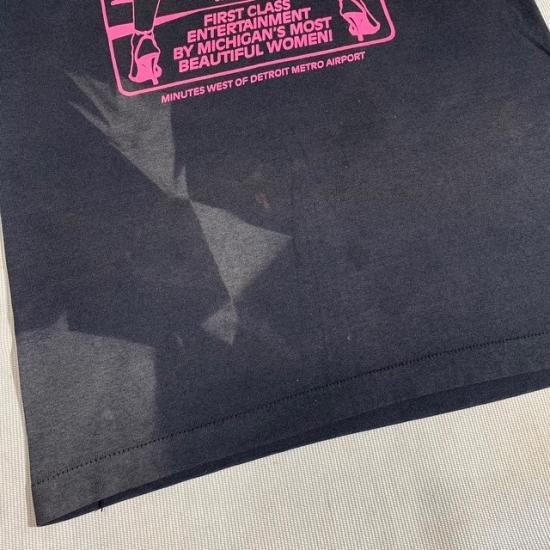 FIRST CLASS
ENTERTAINMENT
BY MICHIGAN'S MOST
BEAUTIFUL WOMEN!
MINUTES WEST OF DETROIT METRO AIRPORT